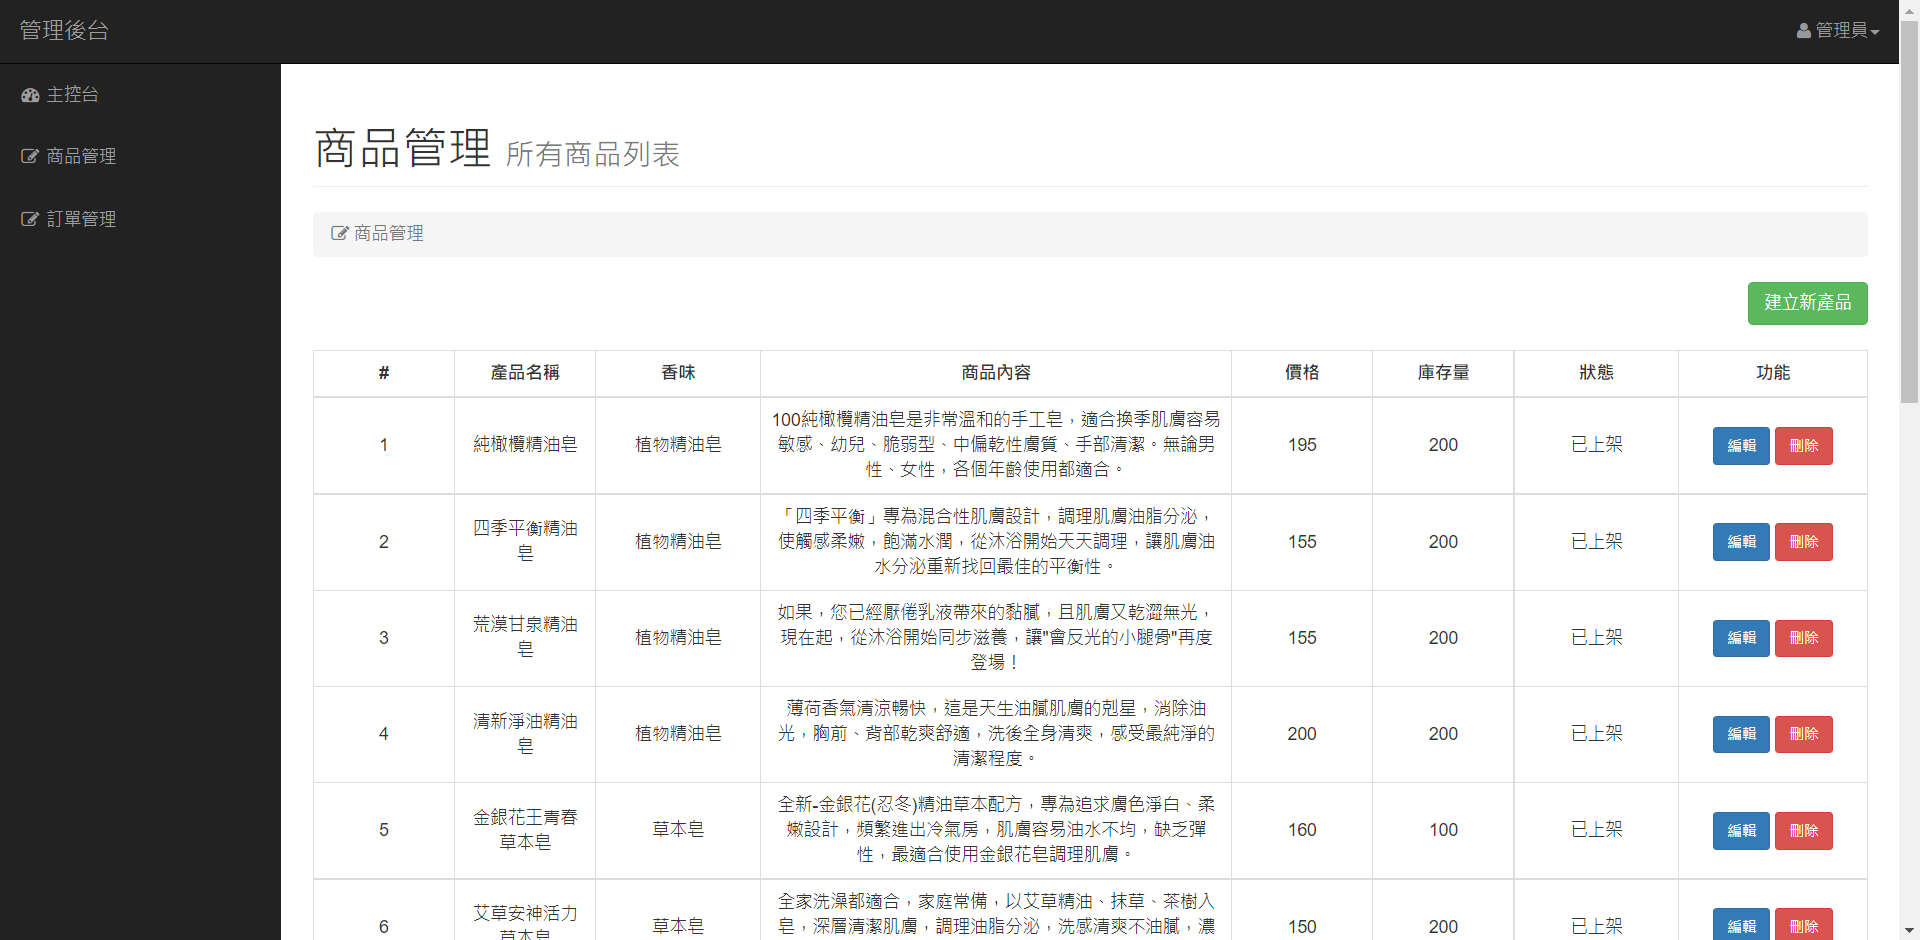 管理後台
管理員
主控台
商品管理
訂單管理
商品管理 所有商品列表
商品管理
建立新產品
# 產品名稱 香味 商品內容 價格 庫存量 狀態 功能
100純橄欖精油皂是非常溫和的手工皂，適合換季肌膚容易
1 純橄欖精油皂 植物精油皂 敏感、幼兒、脆弱型、中偏乾性膚質、手部清潔。無論男 195 200 已上架 編輯 刪除
性、女性，各個年齡使用都適合。
「四季平衡」專為混合性肌膚設計，調理肌膚油脂分泌，
四季平衡精油
2 植物精油皂 使觸感柔嫩，飽滿水潤，從沐浴開始天天調理，讓肌膚油 155 200 已上架 編輯 刪除
皂
水分泌重新找回最佳的平衡性。
如果，您已經厭倦乳液帶來的黏膩，且肌膚又乾澀無光，
荒漠甘泉精油
3 植物精油皂 現在起，從沐浴開始同步滋養，讓"會反光的小腿骨"再度 155 200 已上架 編輯 刪除
皂
登場！
薄荷香氣清涼暢快，這是天生油膩肌膚的剋星，消除油
清新淨油精油
4 植物精油皂 光，胸前、背部乾爽舒適，洗後全身清爽，感受最純淨的 200 200 已上架 編輯 刪除
皂
清潔程度。
全新-金銀花(忍冬)精油草本配方，專為追求膚色淨白、柔
金銀花王青春
5 草本皂 嫩設計，頻繁進出冷氣房，肌膚容易油水不均，缺乏彈 160 100 已上架 編輯 刪除
草本皂
性，最適合使用金銀花皂調理肌膚。
全家洗澡都適合，家庭常備，以艾草精油、抹草、茶樹入
艾草安神活力
6 草本皂 皂，深層清潔肌膚，調理油脂分泌，洗感清爽不油膩，濃 150 200 已上架 編輯 刪除
草本皂